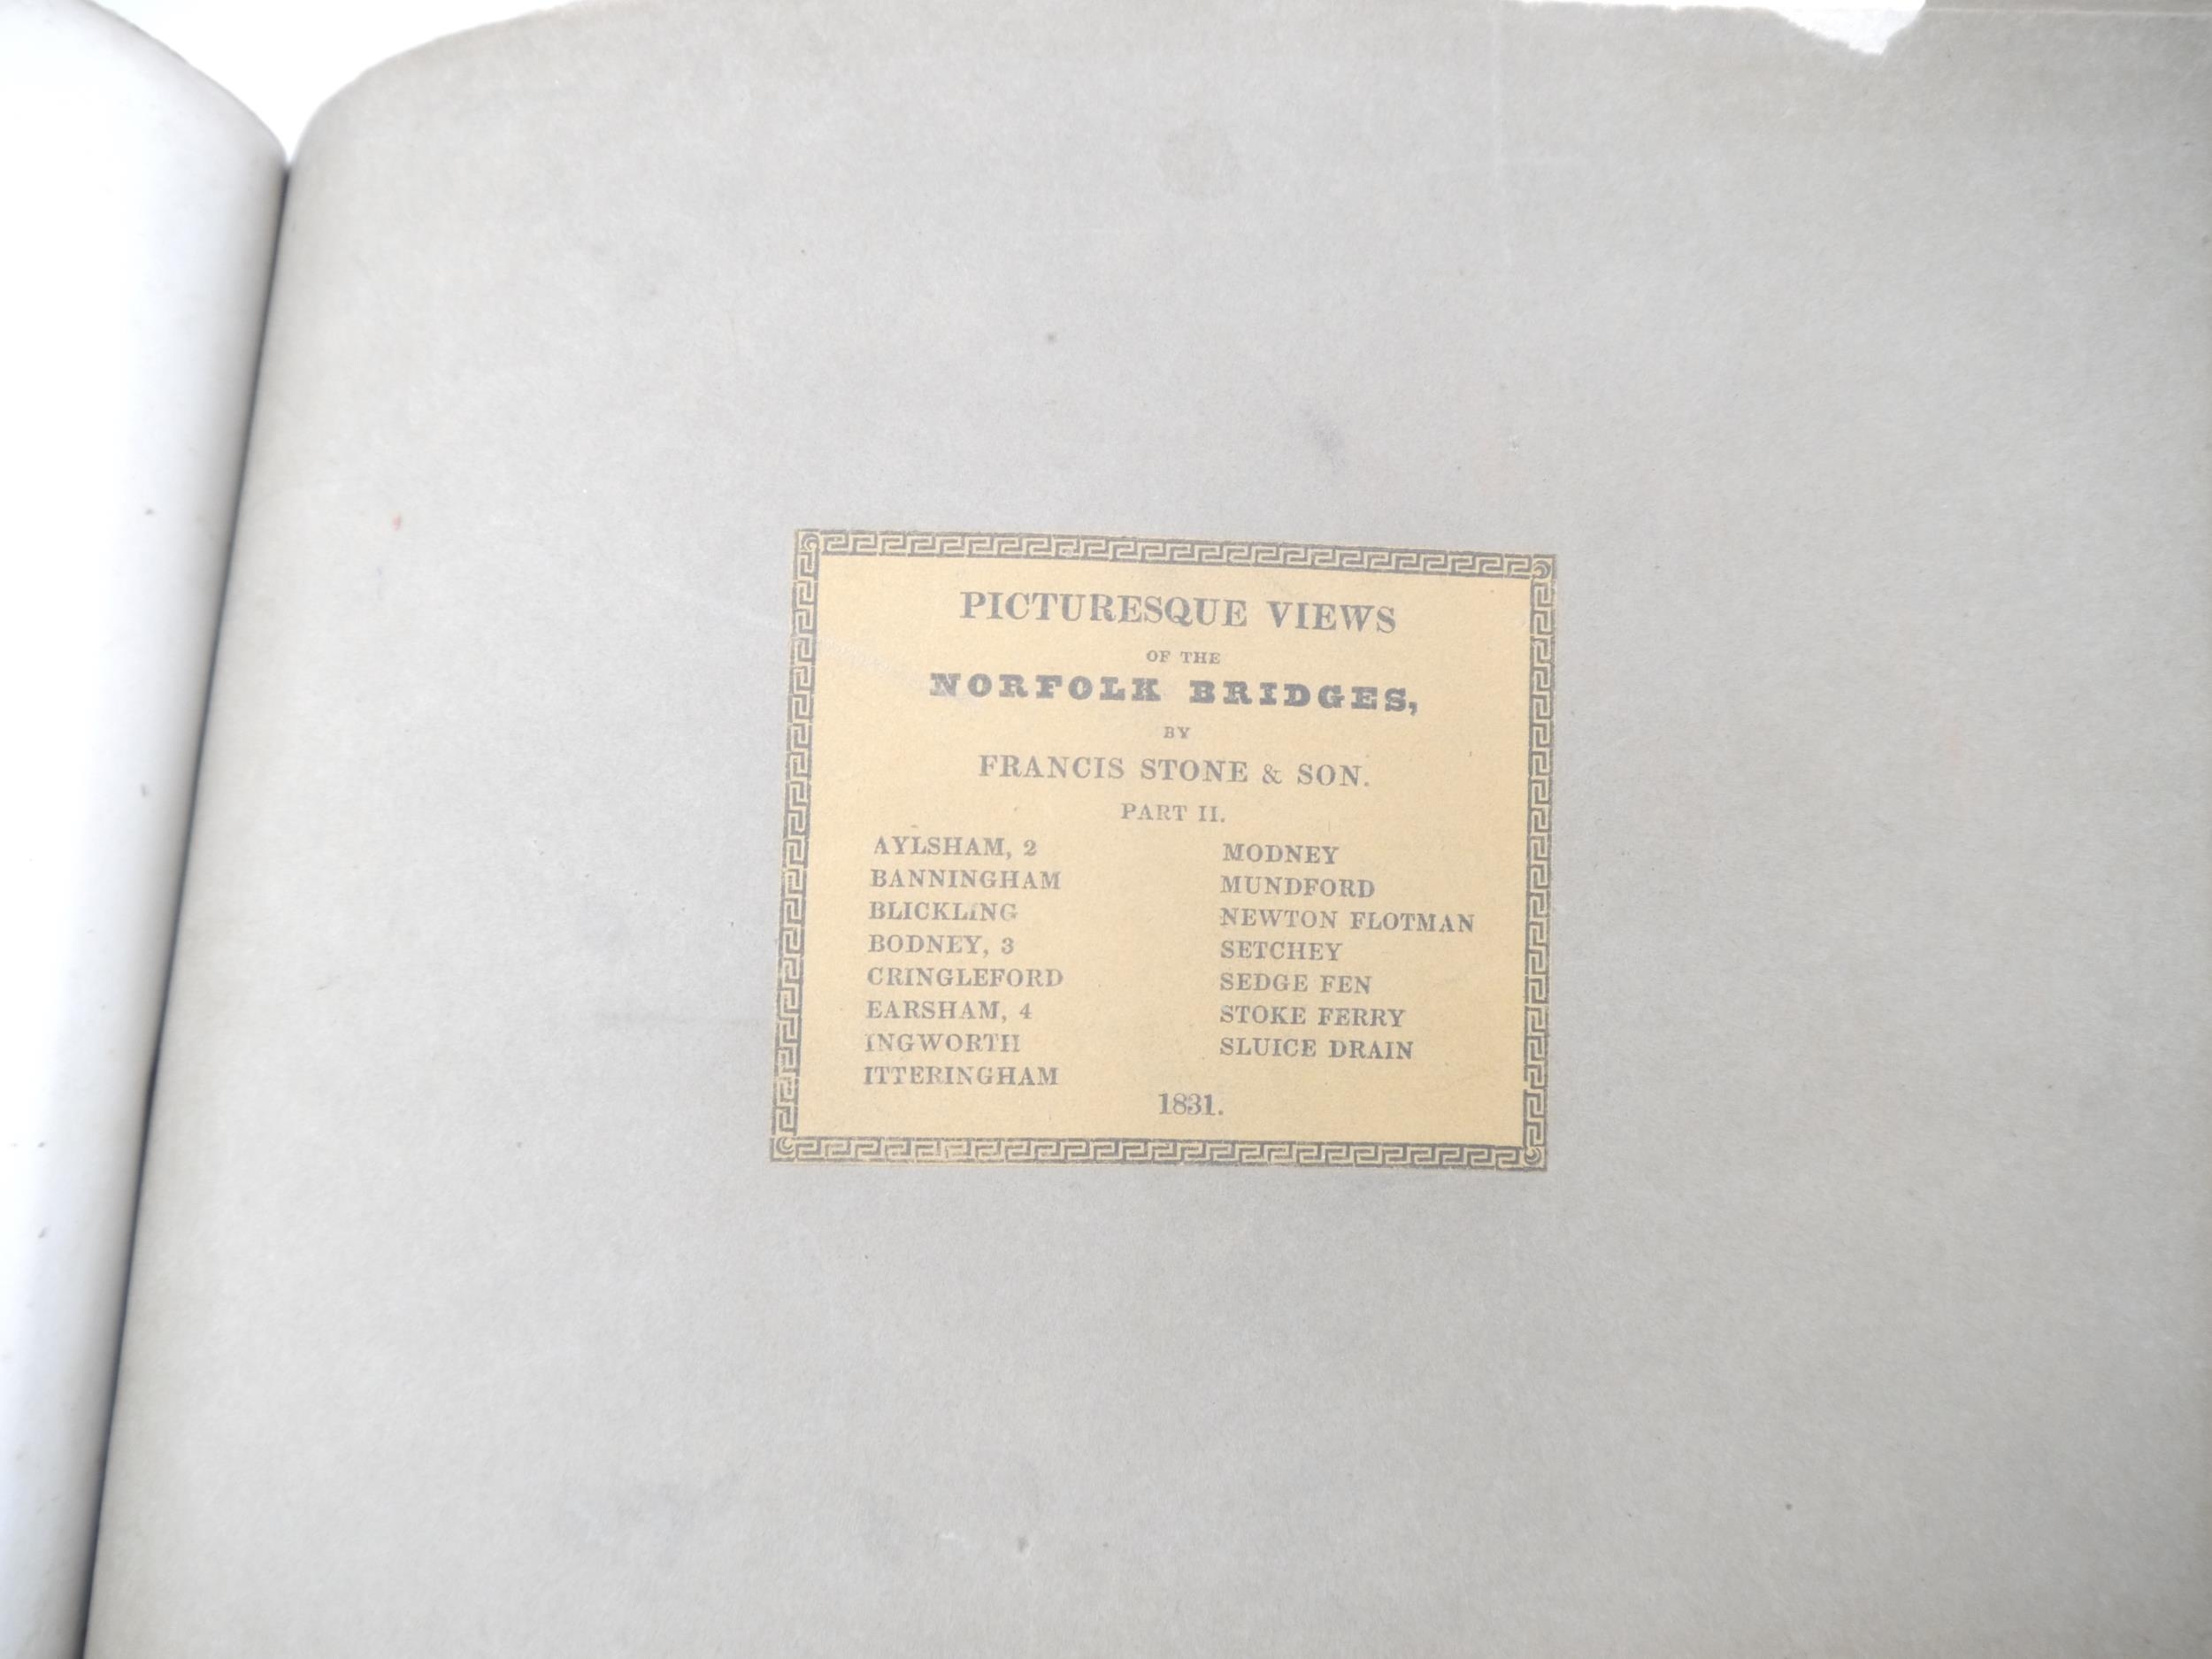 PICTURESQUE VIEWS
OF THE
NORFOLK BRIDGES,
BY
FRANCIS STONE & SON.
PART II.
AYLSHAM, 2
BANNINGHAM
BLICKLING
BODNEY, 3
CRINGLEFORD
EARSHAM, 4
INGWORTH
ITTERINGHAM
MODNEY
MUNDFORD
NEWTON FLOTMAN
SETCHEY
SEDGE FEN
STOKE FERRY
SLUICE DRAIN
1831.